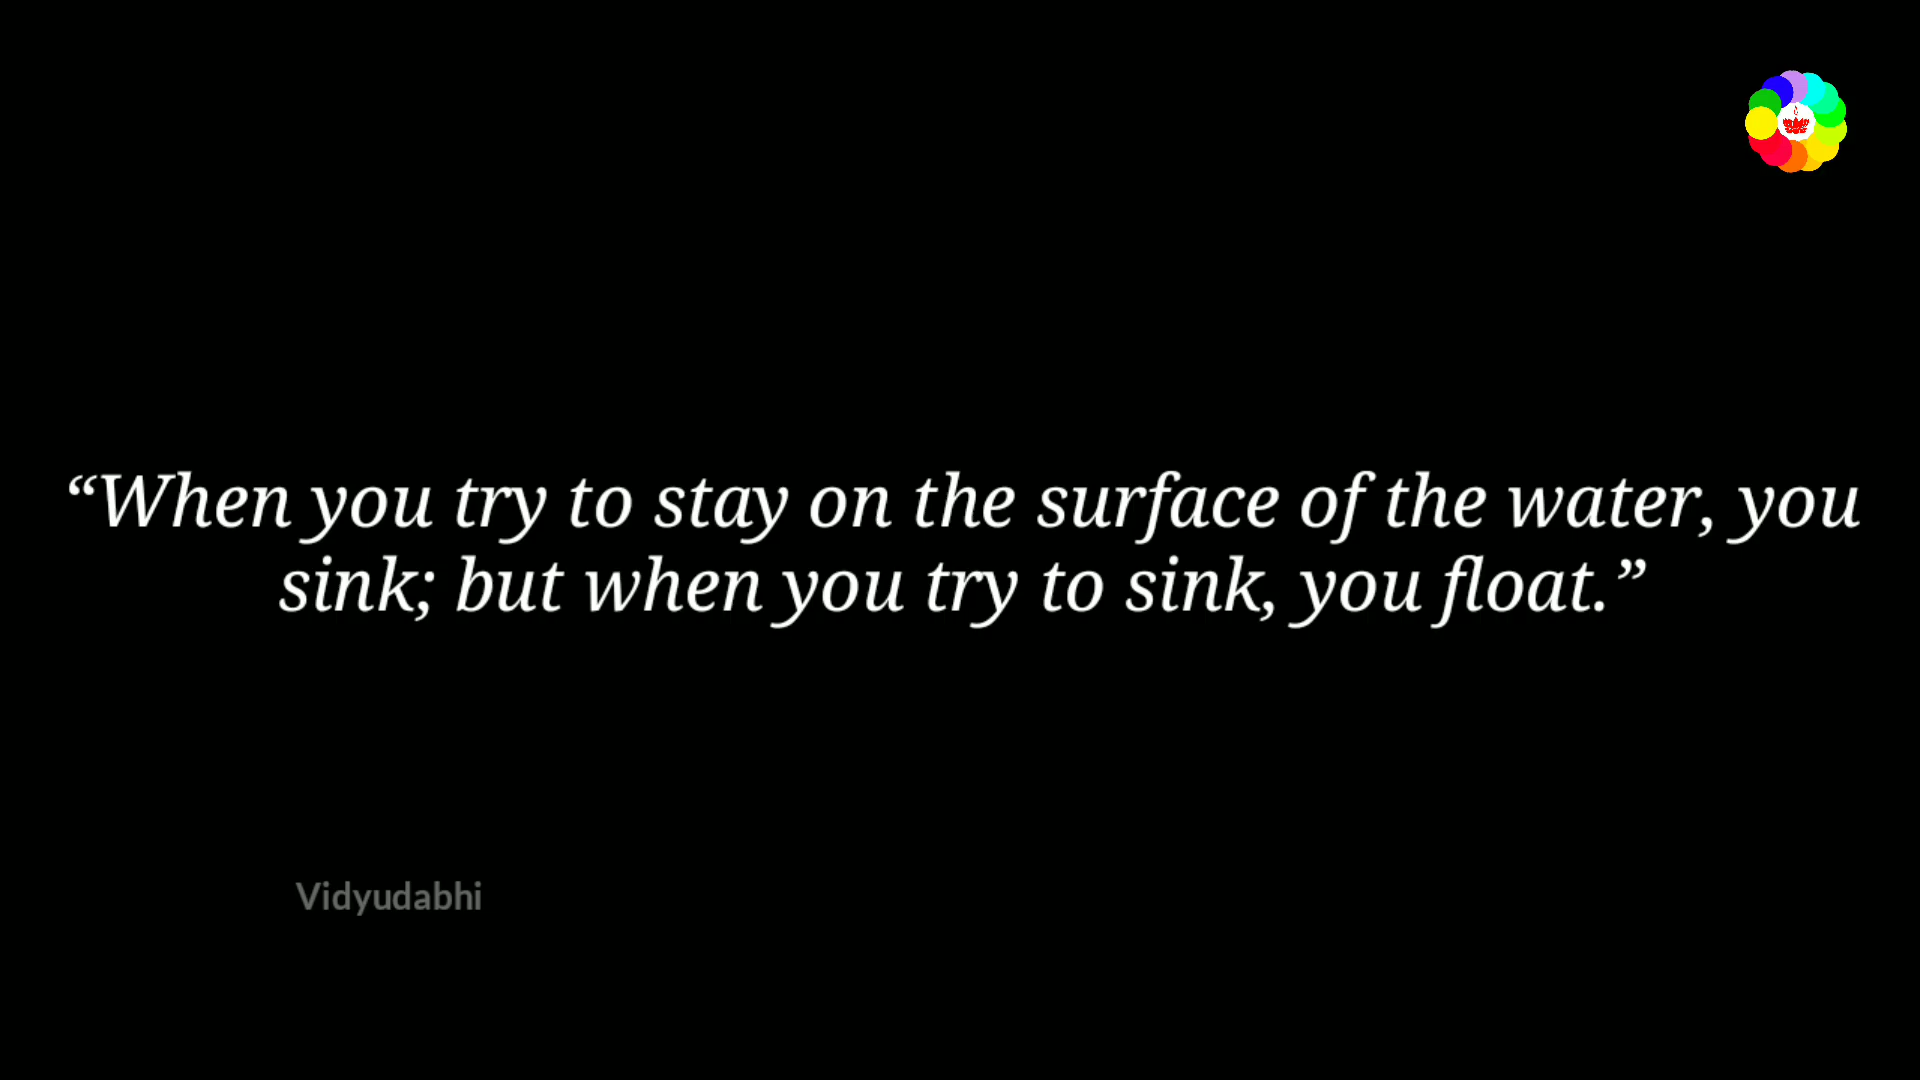 “When you try to stay on the surface of the water, you
sink; but when you try to sink, you float.”
Vidyudabhi